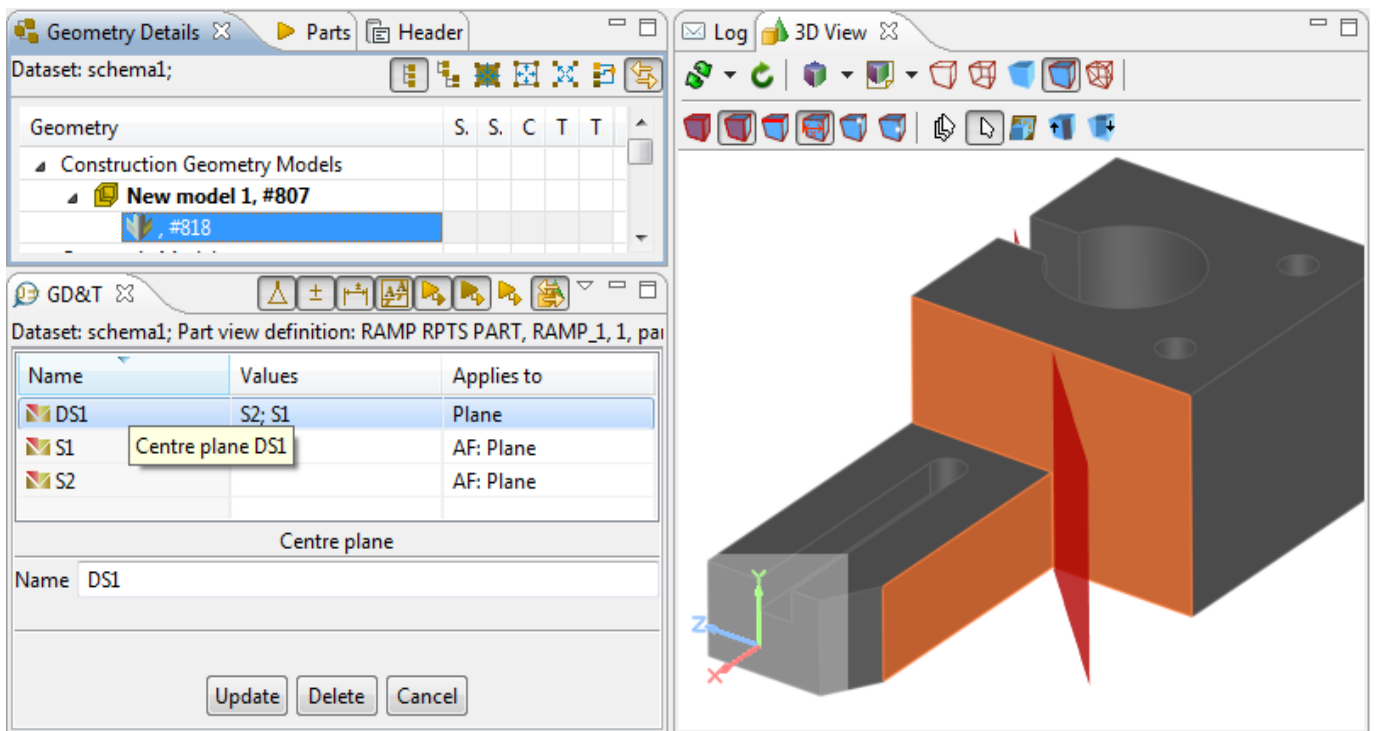 Geometry Details
Parts
Header
Dataset: schema1;
Geometry S. S. C T T
Construction Geometry Models
New model 1, #807
, #818
GD&T
Dataset: schema1; Part view definition: RAMP RPTS PART, RAMP_1, 1, par
Name Values Applies to
DS1 S2; S1 Plane
Centre plane DS1
S1 AF: Plane
S2 AF: Plane
Centre plane
Name DS1
Update Delete Cancel
Log
3D View
Y
Z
X